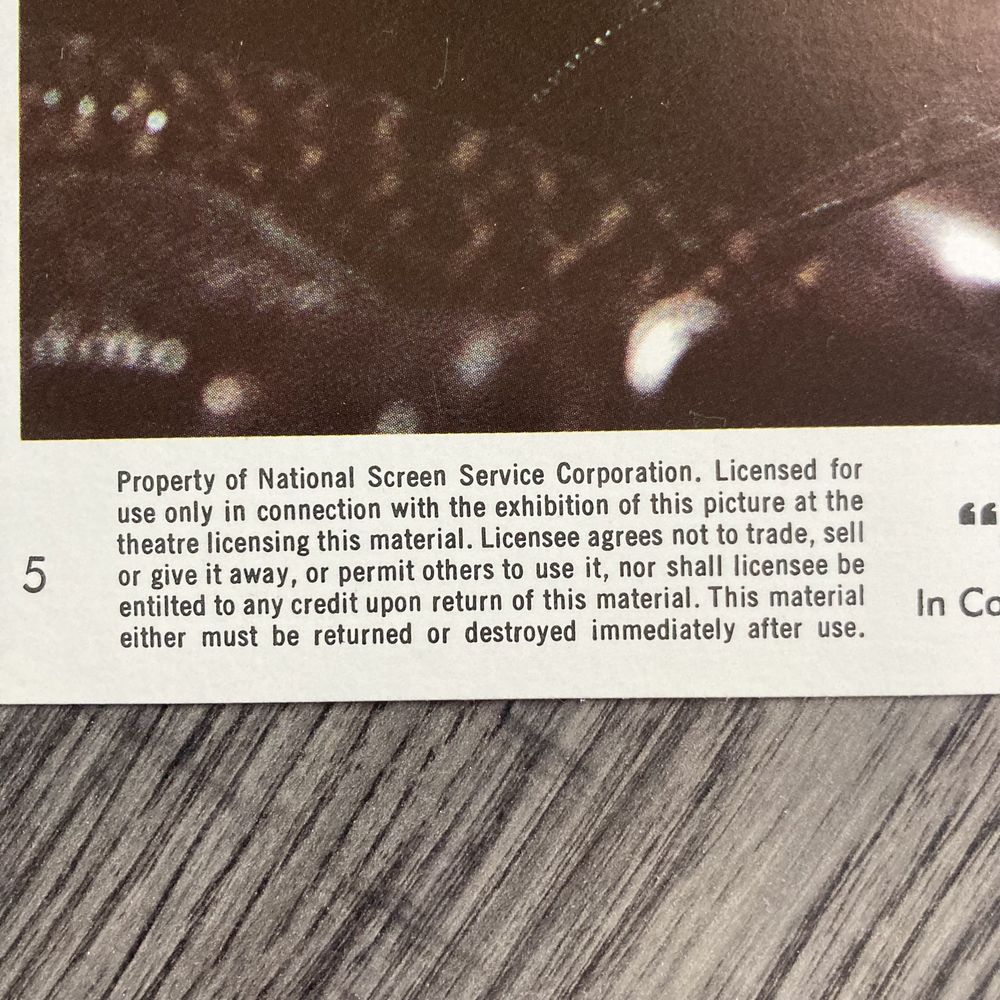 Property of National Screen Service Corporation. Licensed for
use only in connection with the exhibition of this picture at the
theatre licensing this material. Licensee agrees not to trade, sell
or give it away, or permit others to use it, nor shall licensee be
entilted to any credit upon return of this material. This material
either must be returned or destroyed immediately after use.
5
“
In Co